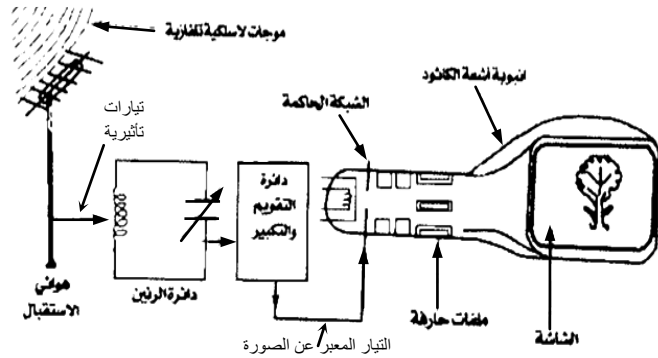 موجات لاسلكية تلفازية
انبوبة أشعة الكاثود
الشبكة الحاكمة
تيارات
تأثيرية
دائرة
التقويم
والتكبير
هوائي
الاستقبال
دائرة الرنين
ملفات حارفة
الشاشة
التيار المعبر عن الصورة